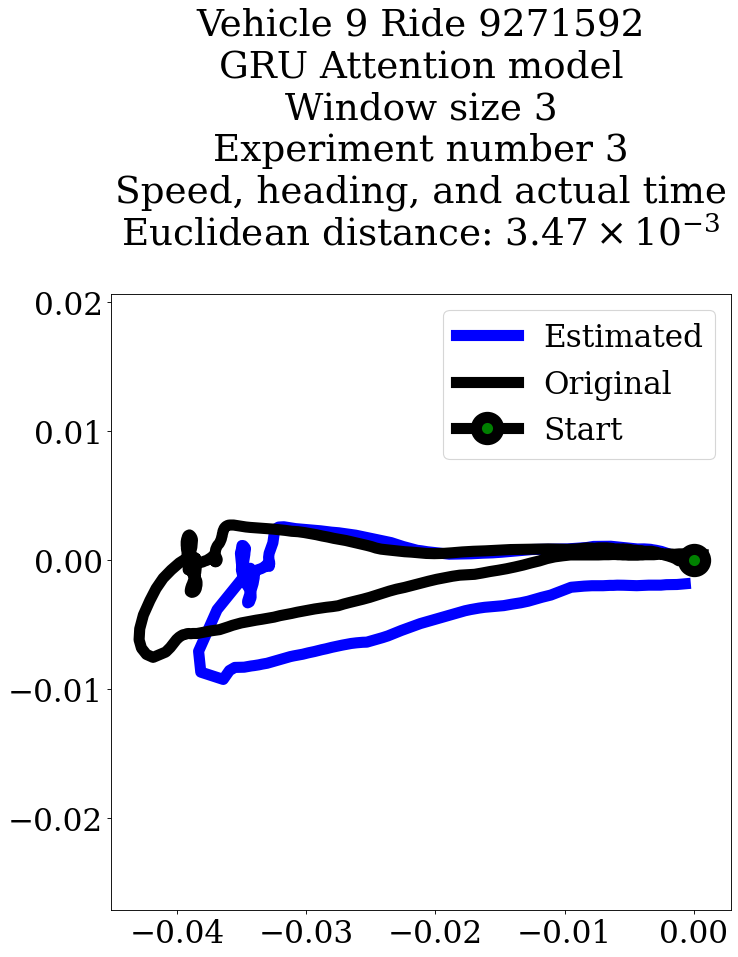 Vehicle 9 Ride 9271592
GRU Attention model
Window size 3
Experiment number 3
Speed, heading, and actual time
Euclidean distance: 3.47 × 10⁻³
0.02
0.01
0.00
−0.01
−0.02
Estimated
Original
Start
−0.04
−0.03
−0.02
−0.01
0.00